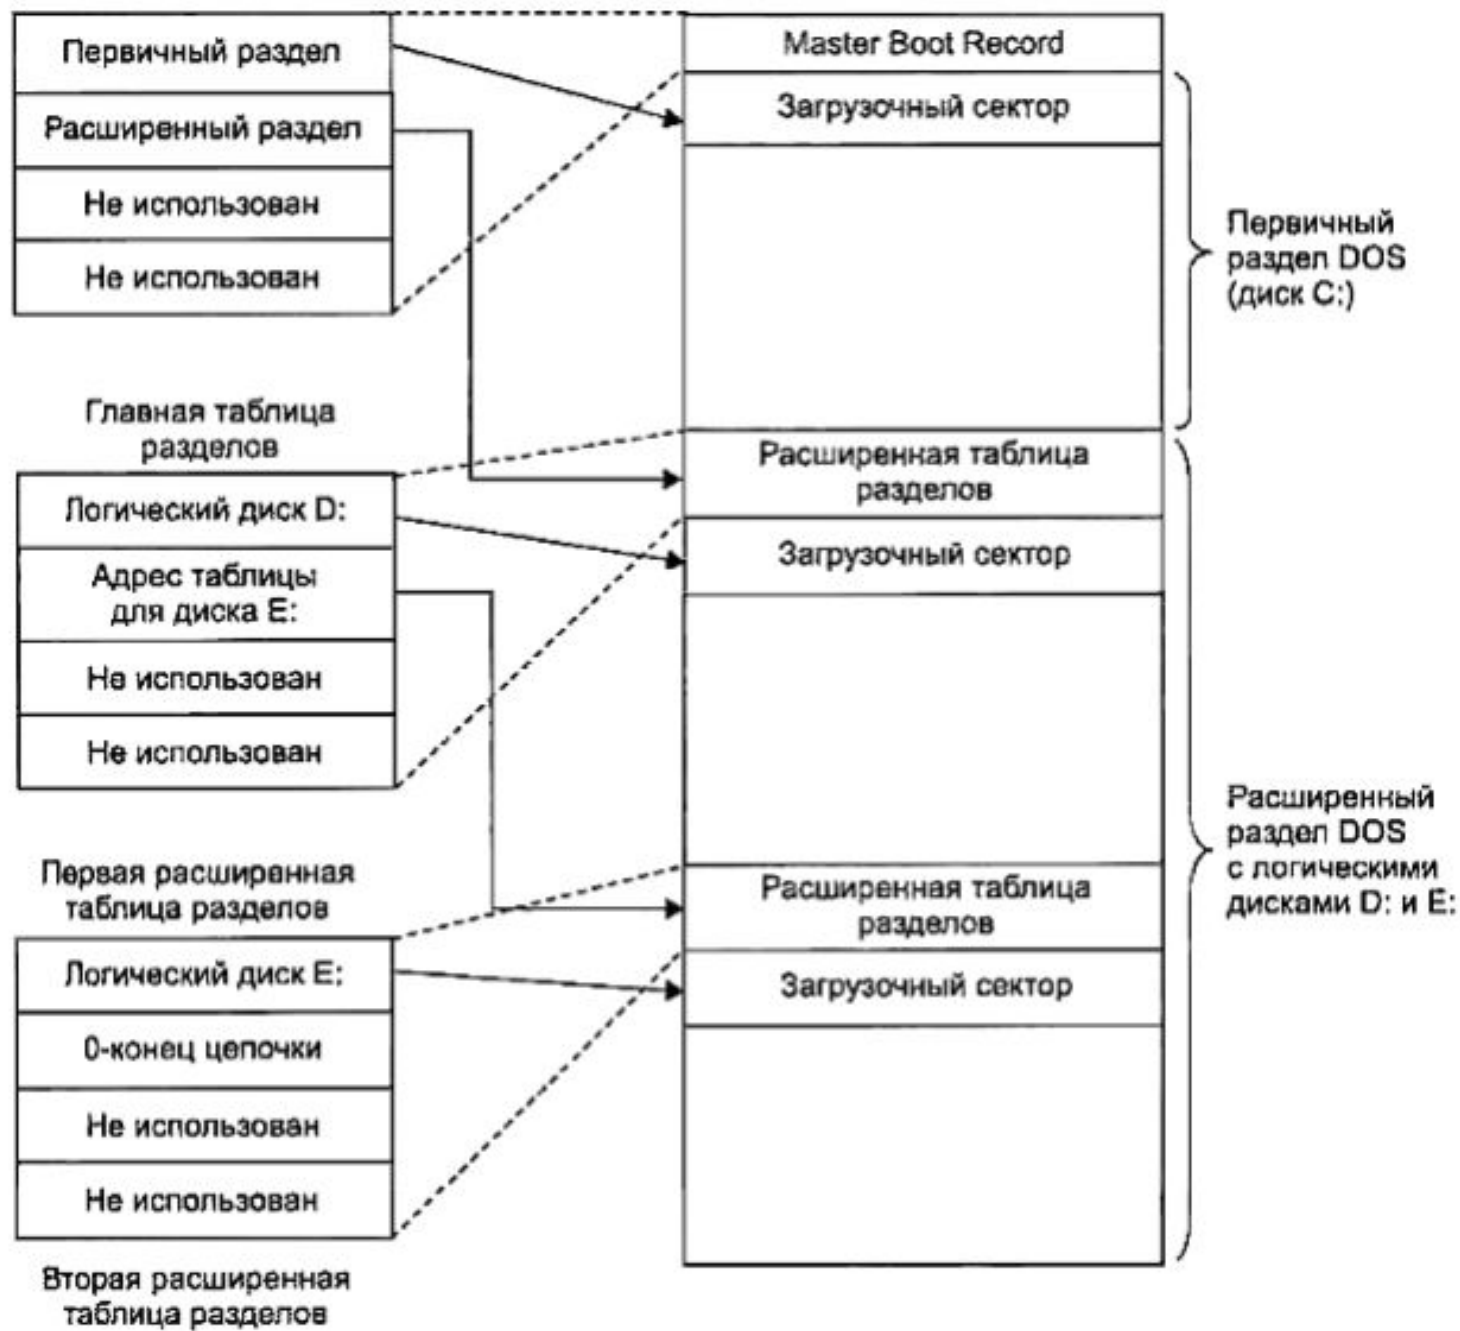 Первичный раздел
Расширенный раздел
Не использован
Не использован
Главная таблица
разделов
Логический диск D:
Адрес таблицы
для диска E:
Не использован
Не использован
Первая расширенная
таблица разделов
Логический диск E:
0-конец цепочки
Не использован
Не использован
Вторая расширенная
таблица разделов
Master Boot Record
Загрузочный сектор
Расширенная таблица
разделов
Загрузочный сектор
Расширенная таблица
разделов
Загрузочный сектор
Первичный
раздел DOS
(диск C:)
Расширенный
раздел DOS
с логическими
дисками D: и E: